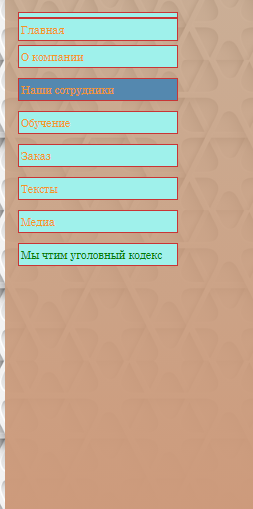 Главная
О компании
Наши сотрудники
Обучение
Заказ
Тексты
Медиа
Мы чтим уголовный кодекс